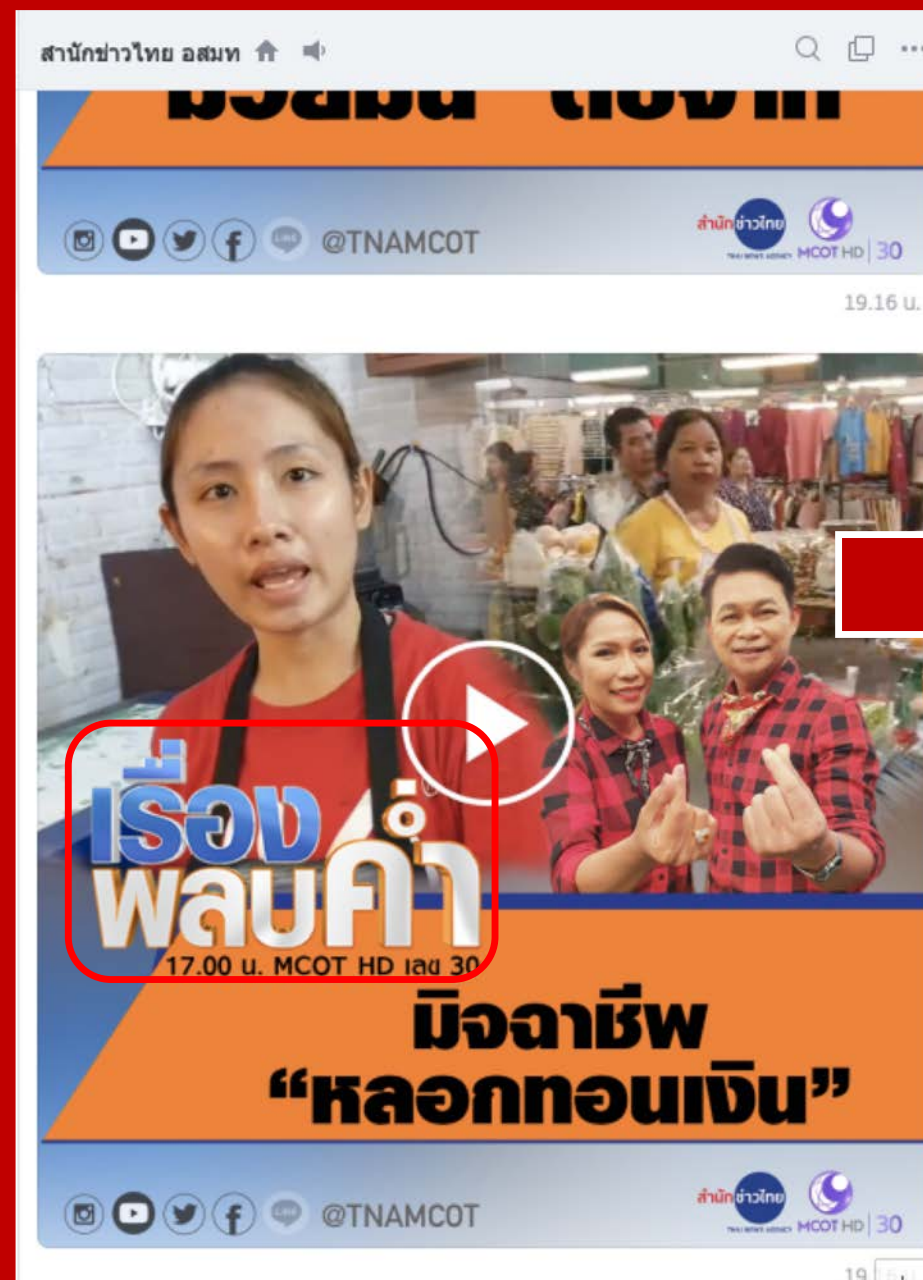 สำนักข่าวไทย อสมท
@TNAMCOT
สำนักข่าวไทย
MCOT HD 30
19.16 น.
เรื่อง
พลบค่ำ
17.00 น. MCOT HD เลข 30
มิจฉาชีพ
“หลอกทอนเงิน”
@TNAMCOT
สำนักข่าวไทย
MCOT HD 30